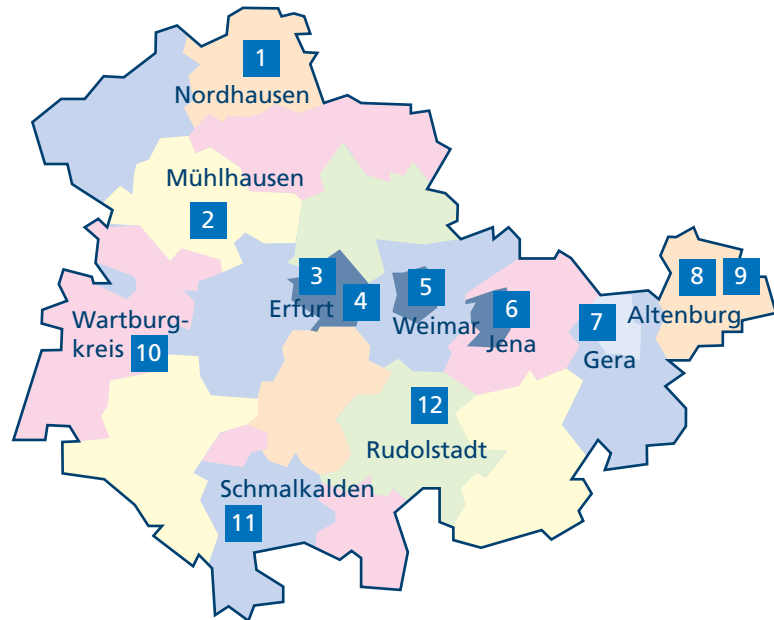 1
Nordhausen
Mühlhausen
2
3
4
Erfurt
5
Weimar
6
Jena
7
Gera
8
9
Altenburg
Wartburg-
kreis
10
12
Rudolstadt
Schmalkalden
11